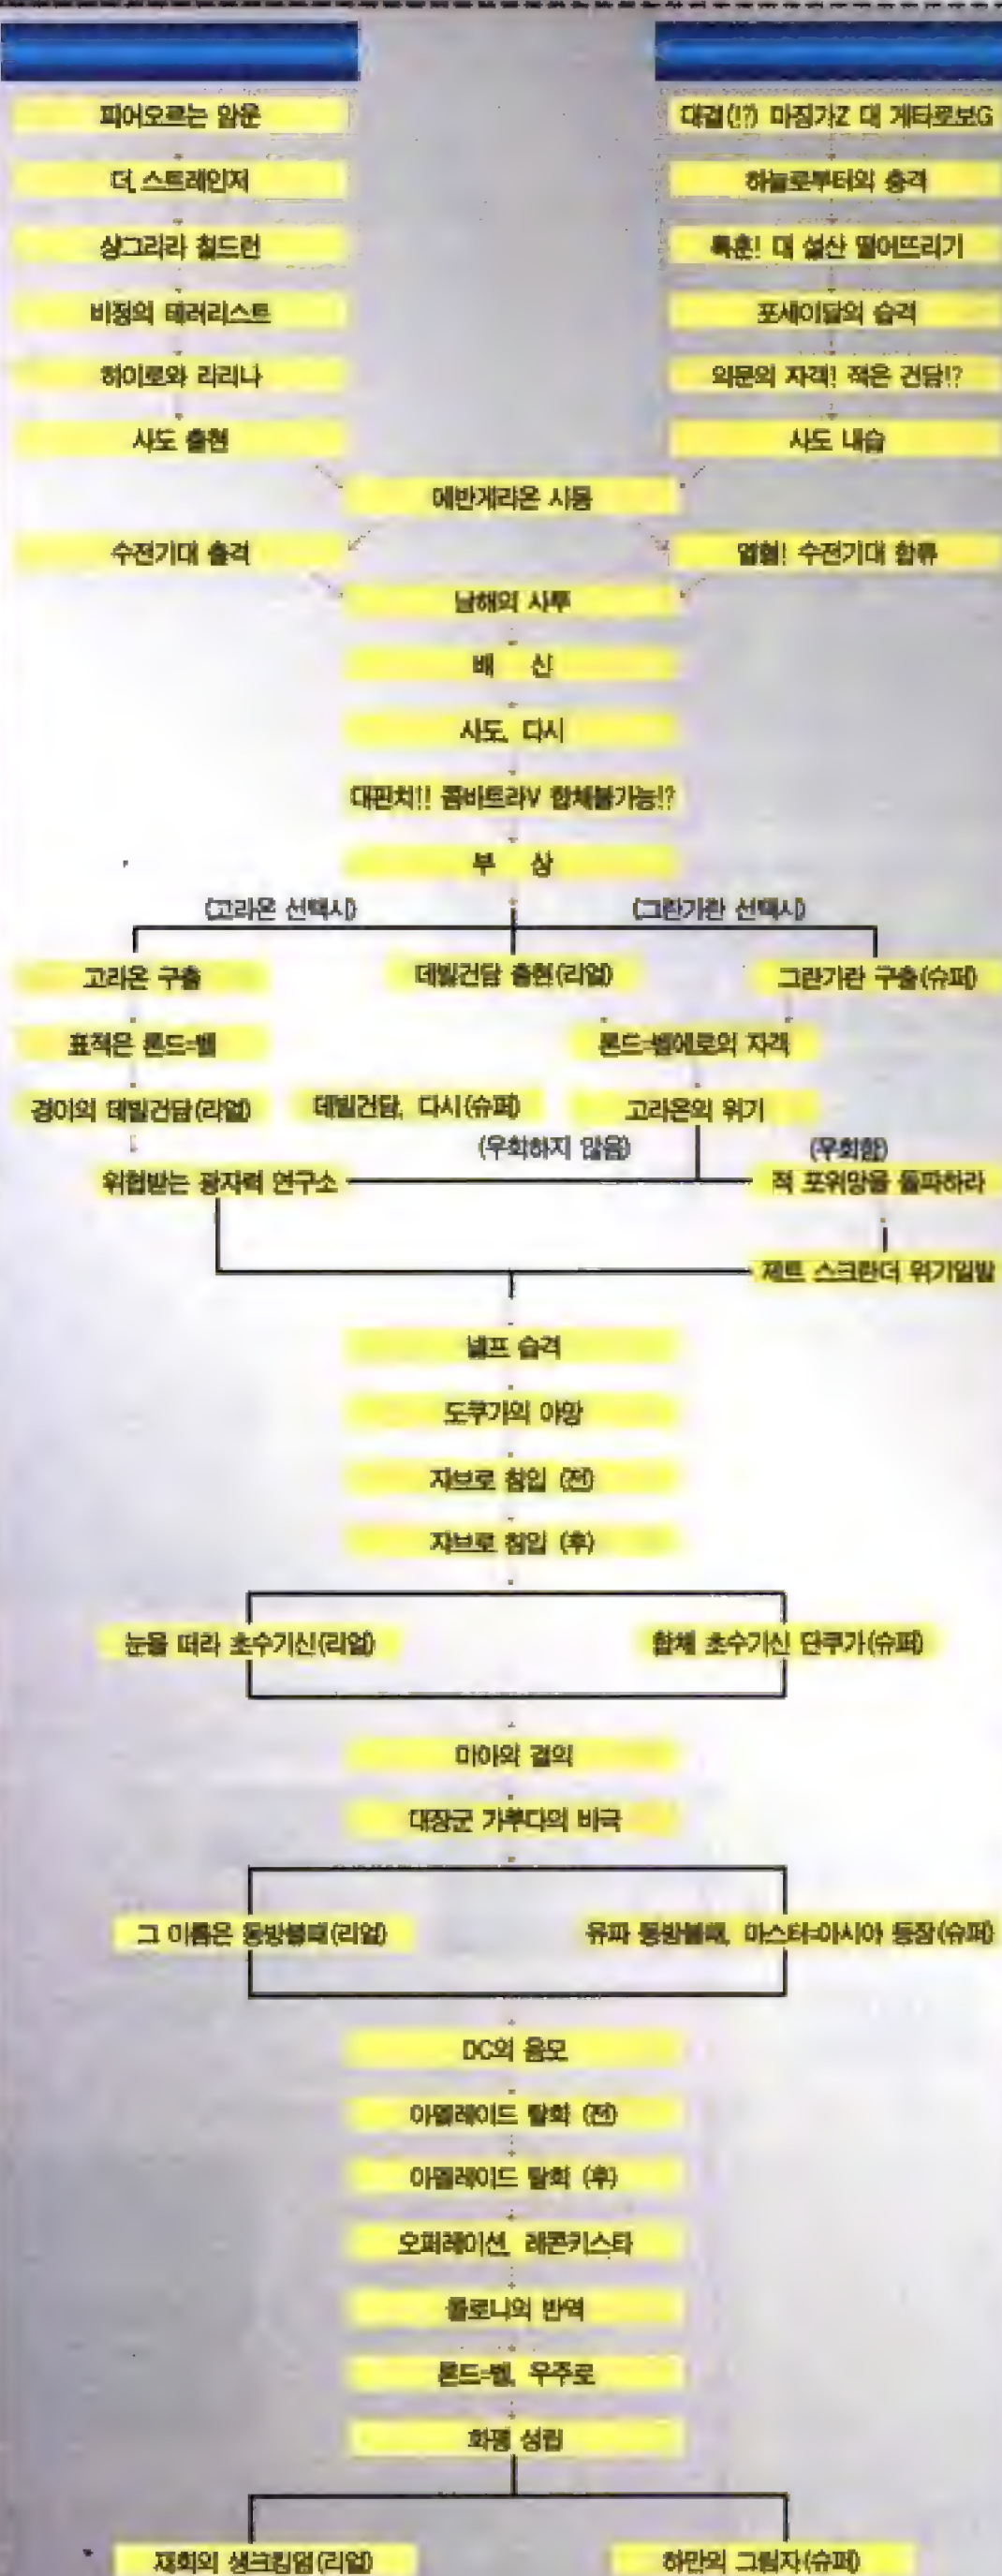 피어오르는 암운
대결(!?) 마징가Z 대 게타로보G
더, 스트레인저
하늘로부터의 충격
샹그리라 칠드런
특훈! 대 설산 떨어뜨리기
비정의 테러리스트
포세이달의 습격
히이로와 리리나
의문의 자객! 적은 건담!?
사도 출현
사도 내습
에반게리온 시동
수전기대 출격
열혈! 수전기대 합류
남해의 사투
배 신
사도, 다시
대핀치!! 콤바트라V 합체불가능!?
부 상
(고라온 선택시)
(그란가란 선택시)
고라온 구출
데빌건담 출현(리얼)
그란가란 구출(슈퍼)
표적은 론드=벨
론드=벨에로의 자객
경이의 데빌건담(리얼)
데빌건담, 다시(슈퍼)
고라온의 위기
(우회하지 않음)
(우회함)
위협받는 광자력 연구소
적 포위망을 돌파하라
제트 스크란더 위기일발
넬프 습격
도쿠가의 야망
자브로 침입 (전)
자브로 침입 (후)
눈을 떠라 초수기신(리얼)
합체 초수기신 단쿠가(슈퍼)
미아의 결의
대장군 가루다의 비극
그 이름은 동방불패(리얼)
유파 동방불패, 마스터=아시아 등장(슈퍼)
DC의 음모
아델레이드 탈회 (전)
아델레이드 탈회 (후)
오퍼레이션, 레콘키스타
콜로니의 반역
론드=벨, 우주로
화평 성립
재회의 생크킹덤(리얼)
하만의 그림자(슈퍼)